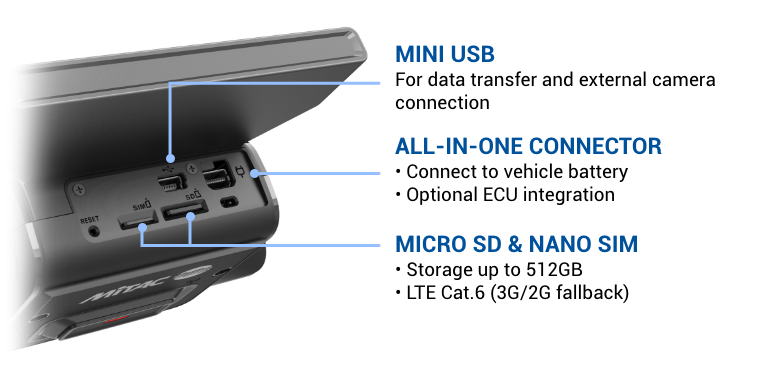 MINI USB
For data transfer and external camera
connection
ALL-IN-ONE CONNECTOR
• Connect to vehicle battery
• Optional ECU integration
SIM
SD
RESET
MICRO SD & NANO SIM
• Storage up to 512GB
• LTE Cat.6 (3G/2G fallback)
MiTAC